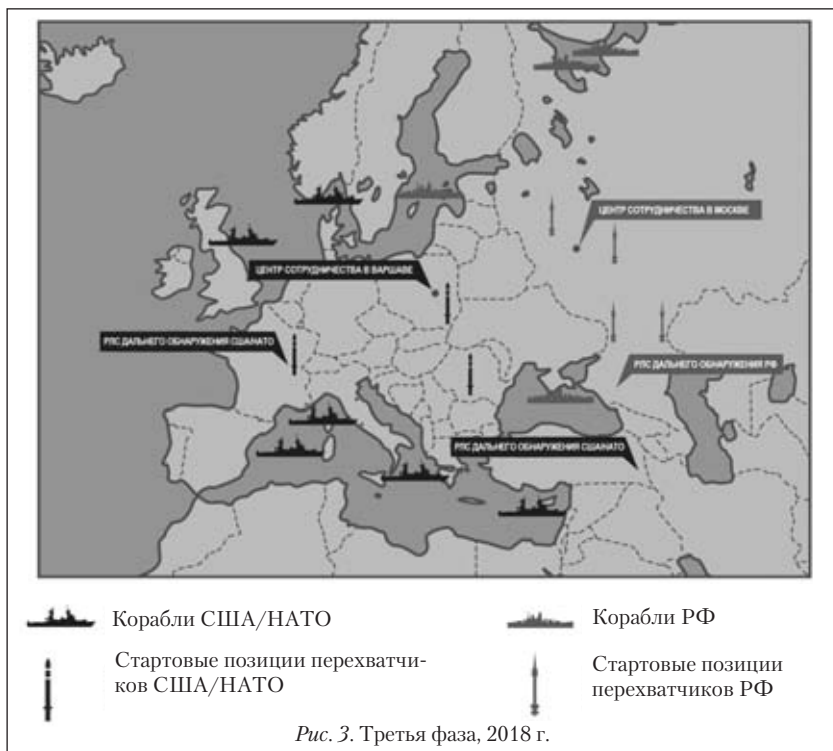 ЦЕНТР СОТРУДНИЧЕСТВА В МОСКВЕ
ЦЕНТР СОТРУДНИЧЕСТВА В ВАРШАВЕ
РЛС ДАЛЬНЕГО ОБНАРУЖЕНИЯ США/НАТО
РЛС ДАЛЬНЕГО ОБНАРУЖЕНИЯ РФ
РЛС ДАЛЬНЕГО ОБНАРУЖЕНИЯ США/НАТО
Корабли США/НАТО
Корабли РФ
Стартовые позиции перехватчи-
ков США/НАТО
Стартовые позиции
перехватчиков РФ
Рис. 3. Третья фаза, 2018 г.